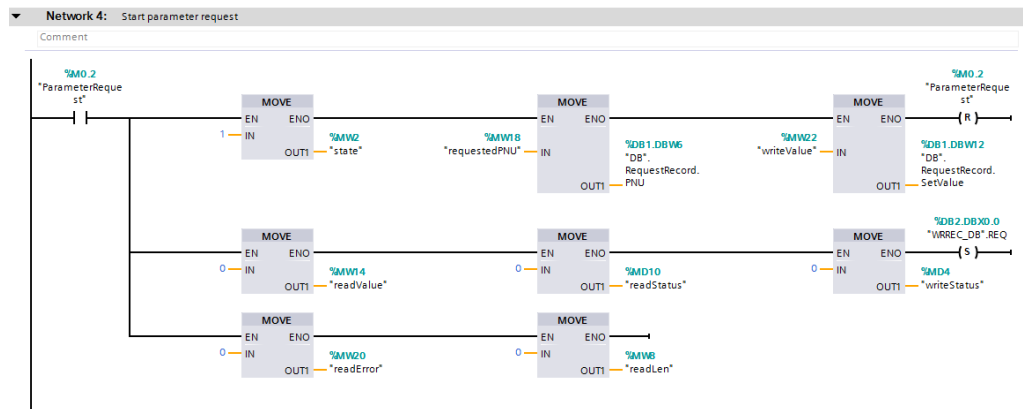 Network 4: Start parameter request
Comment
%M0.2
"ParameterReque
st"
%M0.2
"ParameterReque
st"
MOVE
MOVE
MOVE
EN ENO
EN ENO
EN ENO
( R )
1 IN
%MW2
OUT1 "state"
%MW18
"requestedPNU" IN
%DB1.DBW6
"DB".
RequestRecord.
OUT1 PNU
%MW22
"writeValue" IN
%DB1.DBW12
"DB".
RequestRecord.
OUT1 SetValue
%DB2.DBX0.0
"WRREC_DB".REQ
MOVE
MOVE
MOVE
EN ENO
EN ENO
EN ENO
( S )
0 IN
%MW14
OUT1 "readValue"
0 IN
%MD10
OUT1 "readStatus"
0 IN
%MD4
OUT1 "writeStatus"
MOVE
MOVE
EN ENO
EN ENO
0 IN
%MW20
OUT1 "readError"
0 IN
%MW8
OUT1 "readLen"